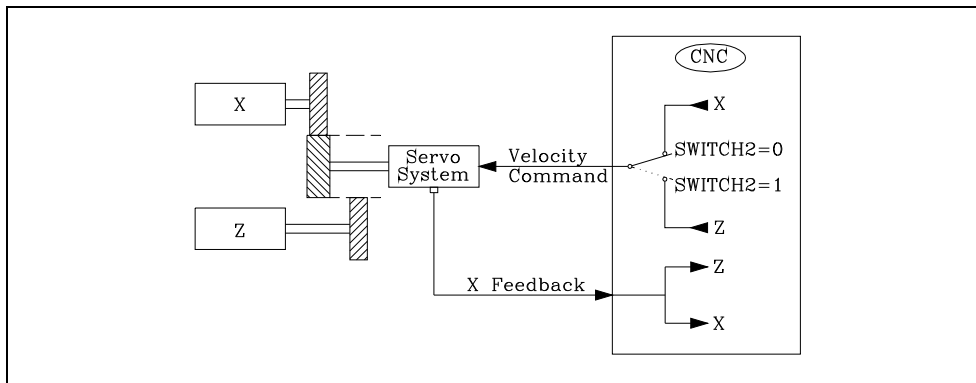 CNC
X
X
SWITCH2=0
Servo
System
Velocity
Command
SWITCH2=1
Z
Z
Z
X Feedback
X